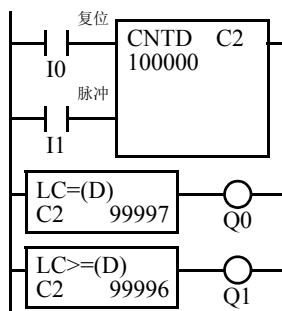 复位
CNTD C2
100000
I0
脉冲
I1
LC=(D)
C2 99997
Q0
LC>=(D)
C2 99996
Q1